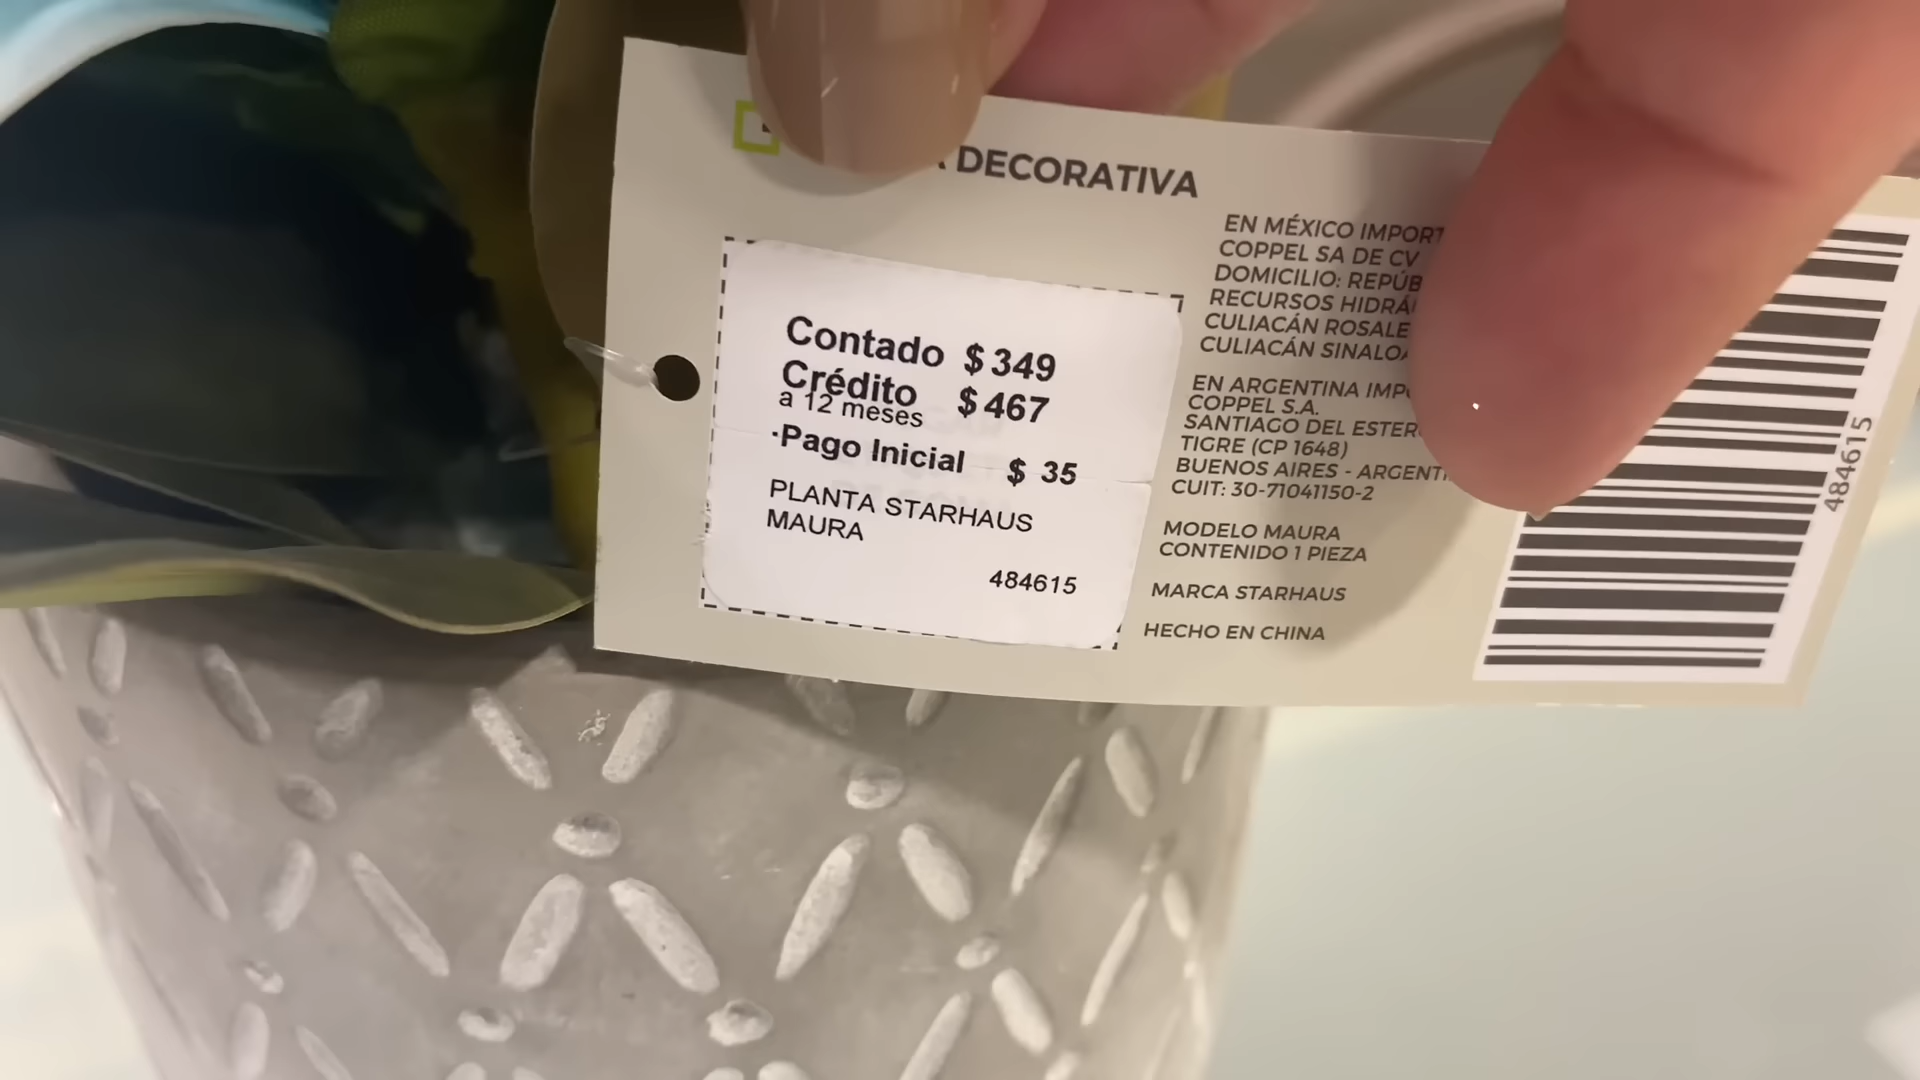 DECORATIVA
Contado $349
Crédito $467
a 12 meses
·Pago Inicial $ 35
PLANTA STARHAUS
MAURA
484615
EN MÉXICO
COPPEL SA DE CV
DOMICILIO:
RECURSOS
CULIACÁN
CULIACÁN
EN ARGENTINA
COPPEL S.A.
SANTIAGO DEL
TIGRE (CP 1648)
BUENOS AIRES -
CUIT: 30-71041150-2
MODELO MAURA
CONTENIDO 1 PIEZA
MARCA STARHAUS
HECHO EN CHINA
484615